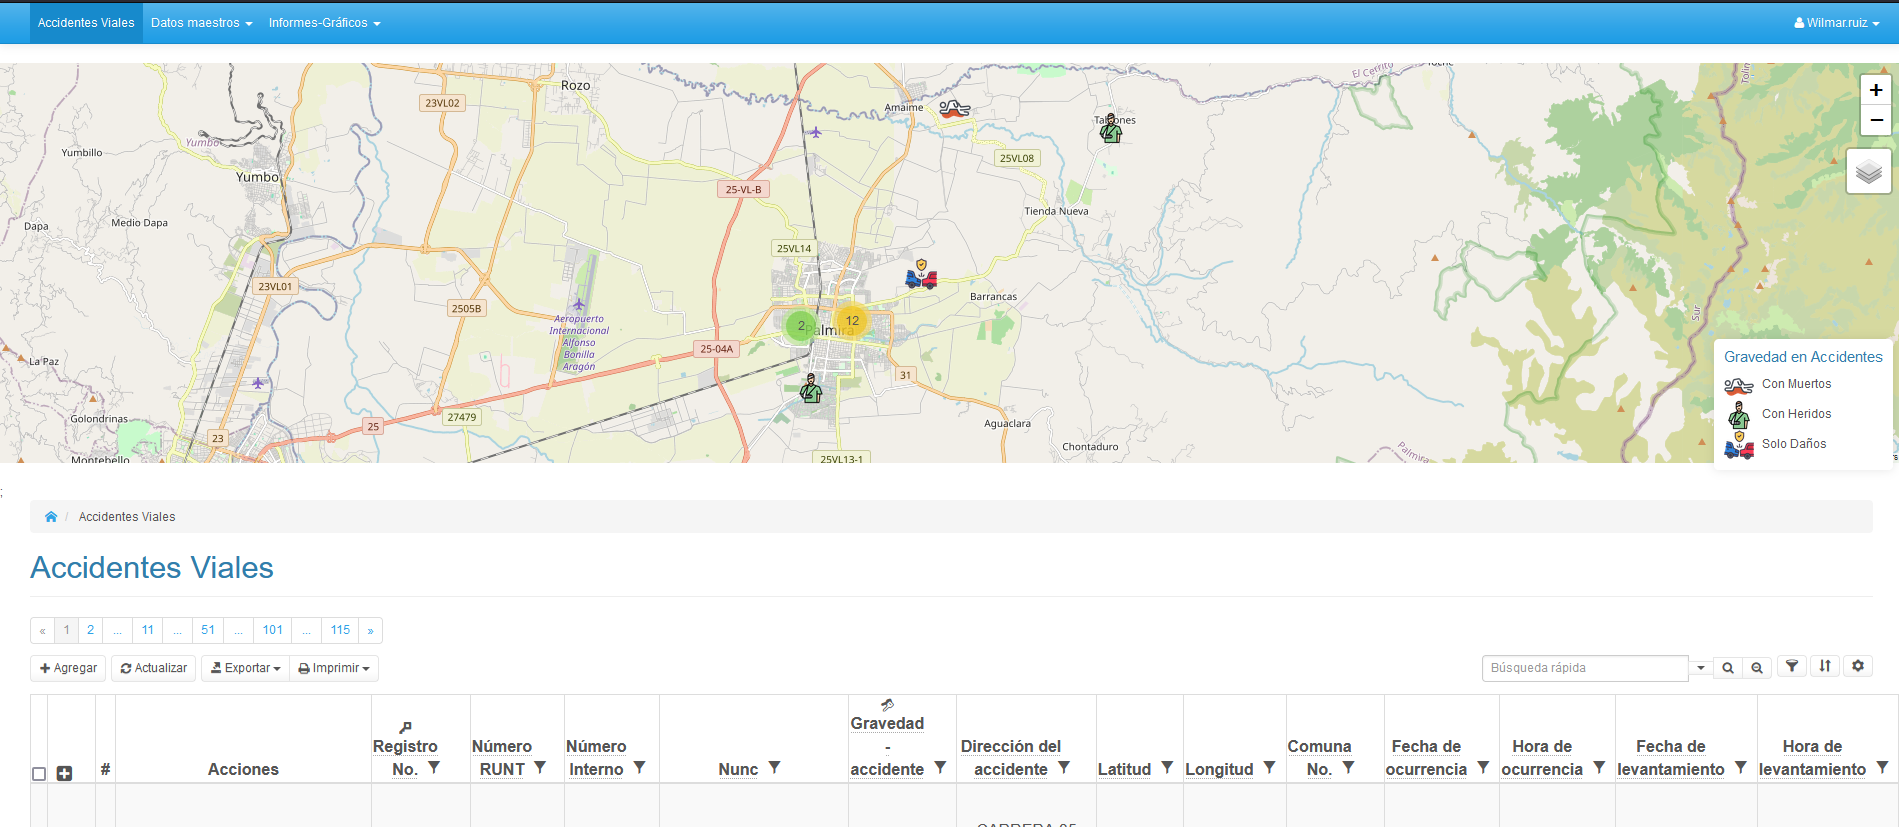 Accidentes Viales
Datos maestros
Informes-Gráficos
Wilmar.ruiz
Rozo
El Cerrito
23VL02
Amaime
Yumbo
Yumbillo
25VL08
Yumbo
25-VL-B
Tienda Nueva
Medio Dapa
Dapa
25VL14
23VL01
Barrancas
2505B
Aeropuerto
Internacional
Alfonso
Bonilla
Aragón
2
12
Palmira
Sur
25-04A
La Paz
31
27479
Golondrinas
25
Aguaclara
23
Chontaduro
Montebello
25VL13-1
Palmira
+
−
Gravedad en Accidentes
Con Muertos
Con Heridos
Solo Daños
;
/ Accidentes Viales
Accidentes Viales
« 1 2 ... 11 ... 51 ... 101 ... 115 »
Agregar
Actualizar
Exportar
Imprimir
Búsqueda rápida
#
Acciones
Registro
No.
Número
RUNT
Número
Interno
Nunc
Gravedad
-
accidente
Dirección del
accidente
Latitud
Longitud
Comuna
No.
Fecha de
ocurrencia
Hora de
ocurrencia
Fecha de
levantamiento
Hora de
levantamiento